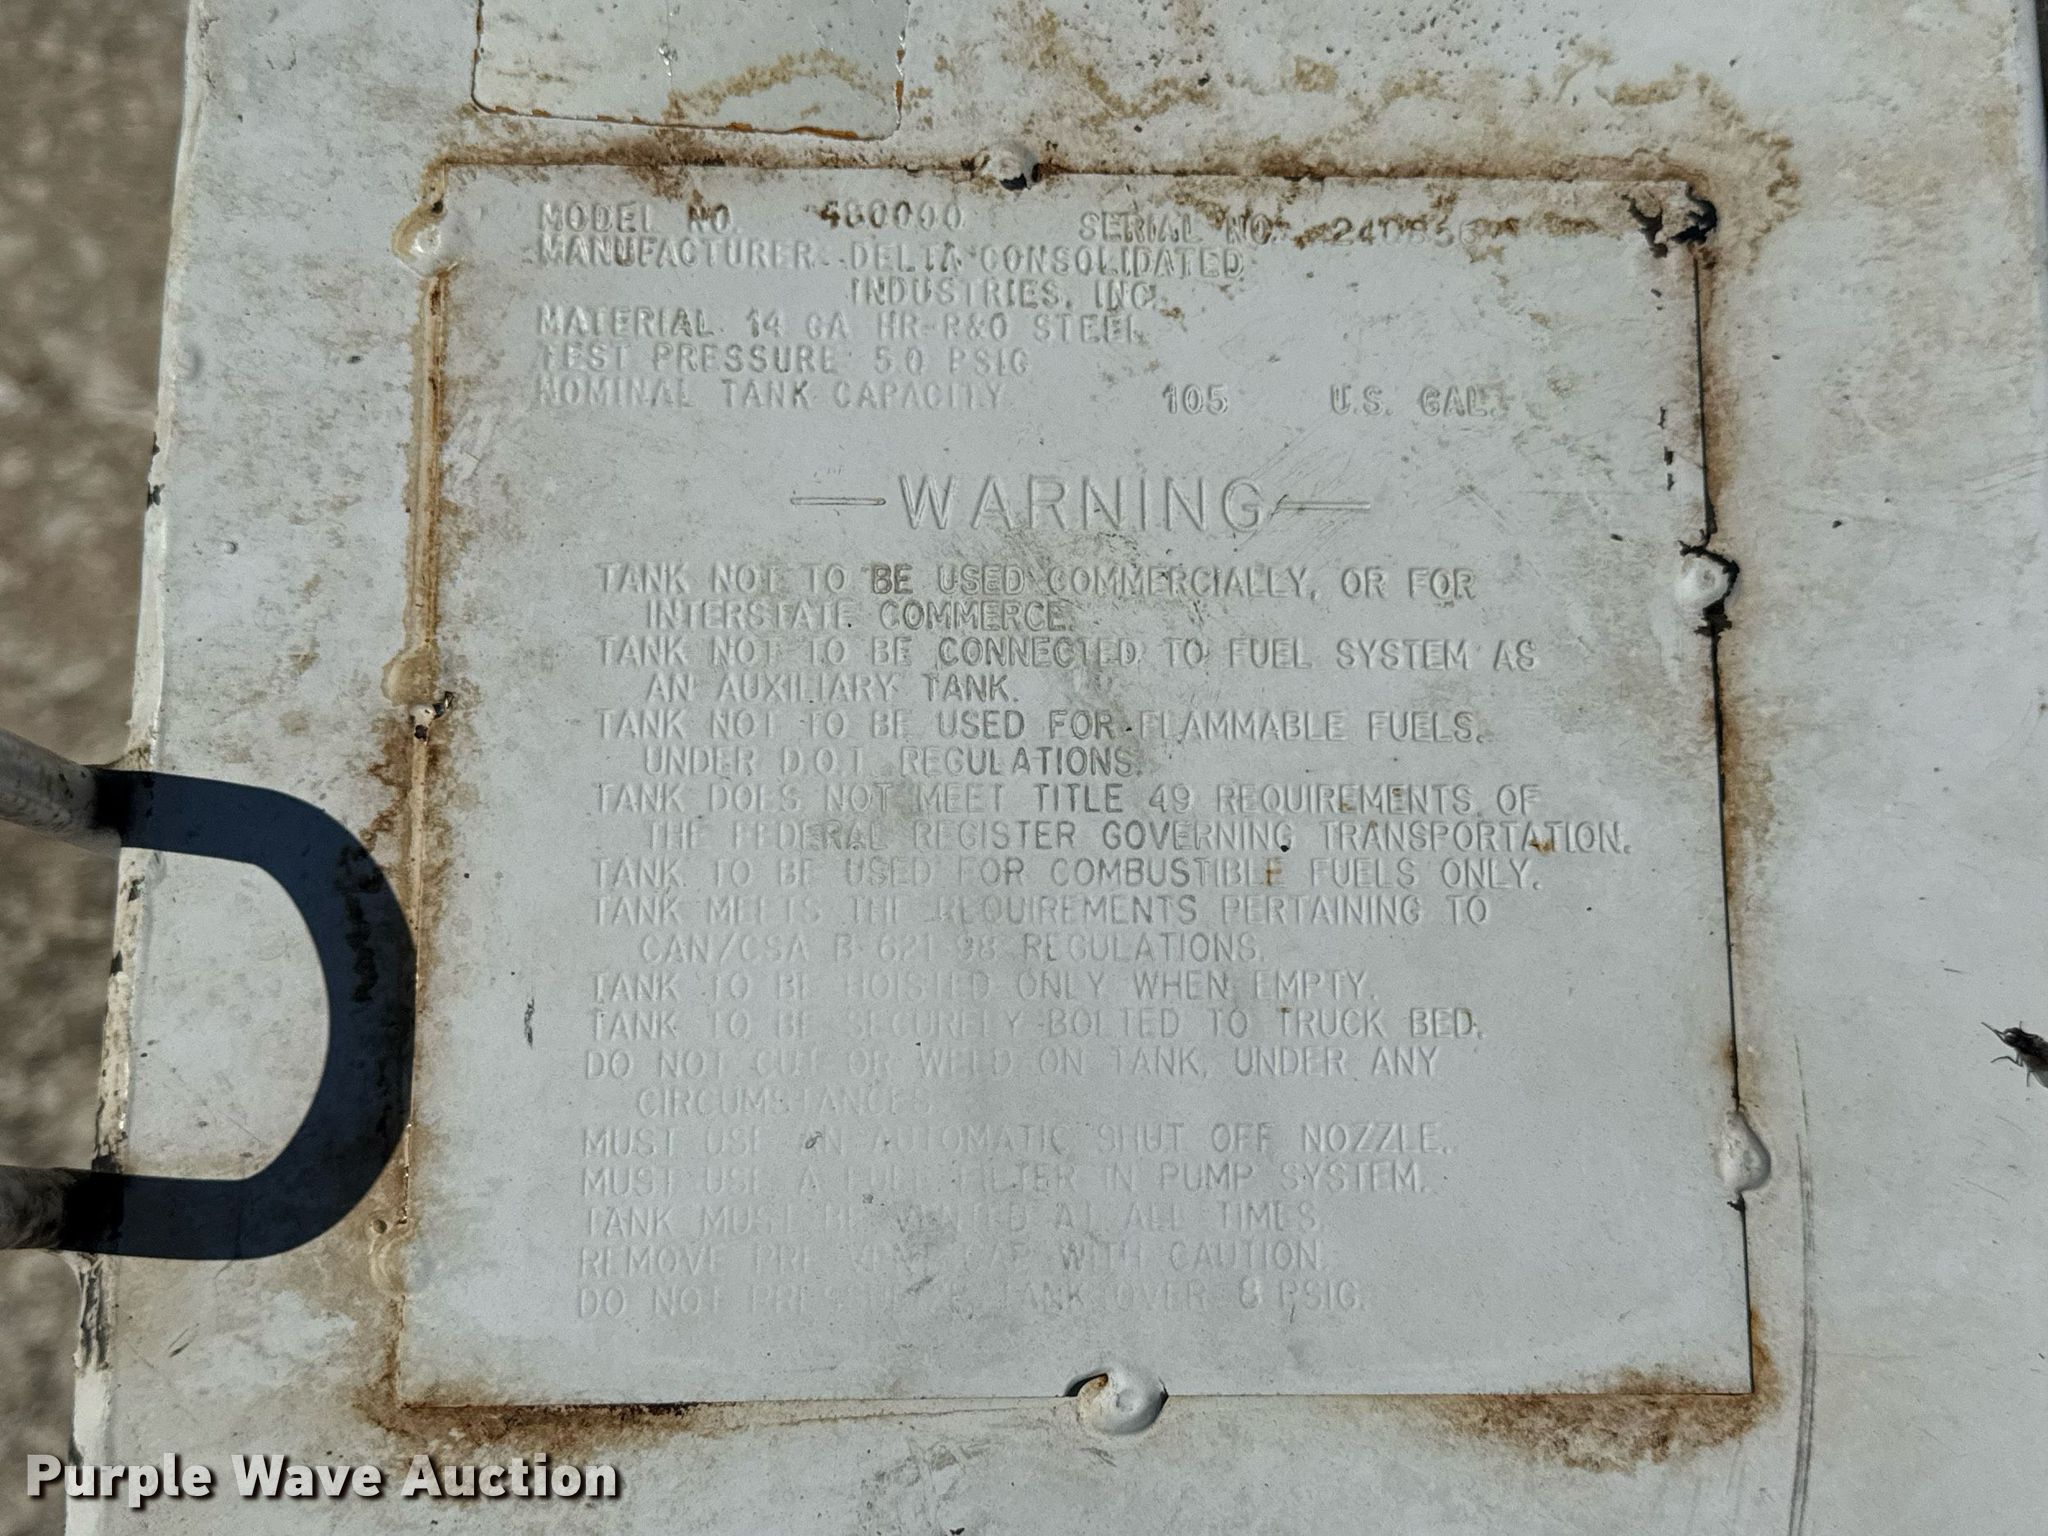 MODEL NO. 480000 SERIAL NO. 240856
MANUFACTURER DELTA CONSOLIDATED
INDUSTRIES, INC.
MATERIAL 14 GA HR-R&O STEEL
TEST PRESSURE 5.0 PSIG
NOMINAL TANK CAPACITY 105 U.S. GAL.
— WARNING —
TANK NOT TO BE USED COMMERCIALLY, OR FOR
INTERSTATE COMMERCE.
TANK NOT TO BE CONNECTED TO FUEL SYSTEM AS
AN AUXILIARY TANK.
TANK NOT TO BE USED FOR FLAMMABLE FUELS.
UNDER D.O.T. REGULATIONS.
TANK DOES NOT MEET TITLE 49 REQUIREMENTS OF
THE FEDERAL REGISTER GOVERNING TRANSPORTATION.
TANK TO BE USED FOR COMBUSTIBLE FUELS ONLY.
TANK MEETS THE REQUIREMENTS PERTAINING TO
CAN/CSA B-621-98 REGULATIONS.
TANK TO BE HOISTED ONLY WHEN EMPTY.
TANK TO BE SECURELY BOLTED TO TRUCK BED.
DO NOT CUT OR WELD ON TANK, UNDER ANY
CIRCUMSTANCES.
MUST USE AN AUTOMATIC SHUT OFF NOZZLE.
MUST USE A FUEL FILTER IN PUMP SYSTEM.
TANK MUST BE VENTED AT ALL TIMES.
REMOVE VENT CAP WITH CAUTION.
DO NOT PRESSURIZE TANK OVER 8 PSIG.
Purple Wave Auction